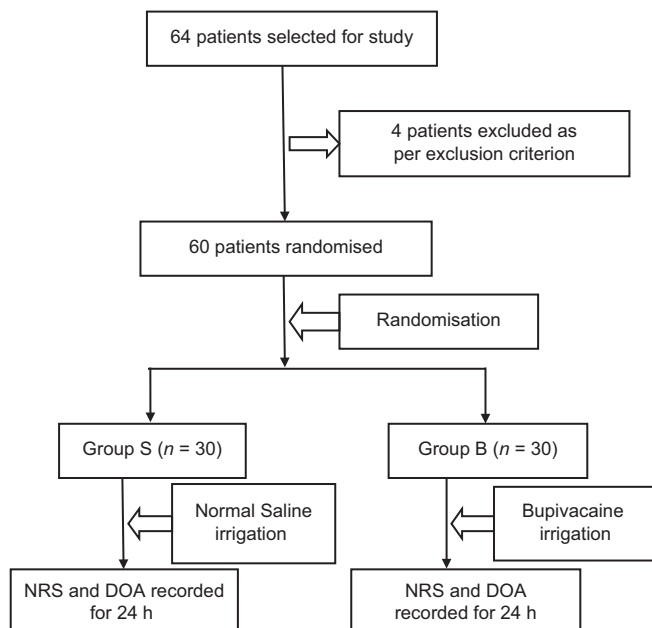 64 patients selected for study
4 patients excluded as
per exclusion criterion
60 patients randomised
Randomisation
Group S (n = 30)
Group B (n = 30)
Normal Saline
irrigation
Bupivacaine
irrigation
NRS and DOA recorded
for 24 h
NRS and DOA
recorded for 24 h